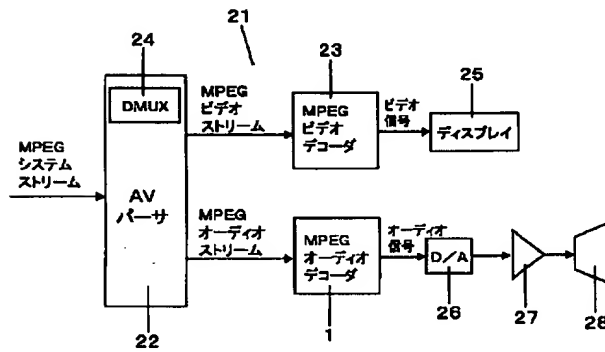 21
24
23
25
DMUX
MPEG
ビデオ
ストリーム
MPEG
ビデオ
デコーダ
ビデオ
信号
ディスプレイ
MPEG
システム
ストリーム
AV
パーサ
MPEG
オーディオ
ストリーム
MPEG
オーディオ
デコーダ
オーディオ
信号
D/A
22
1
26
27
28